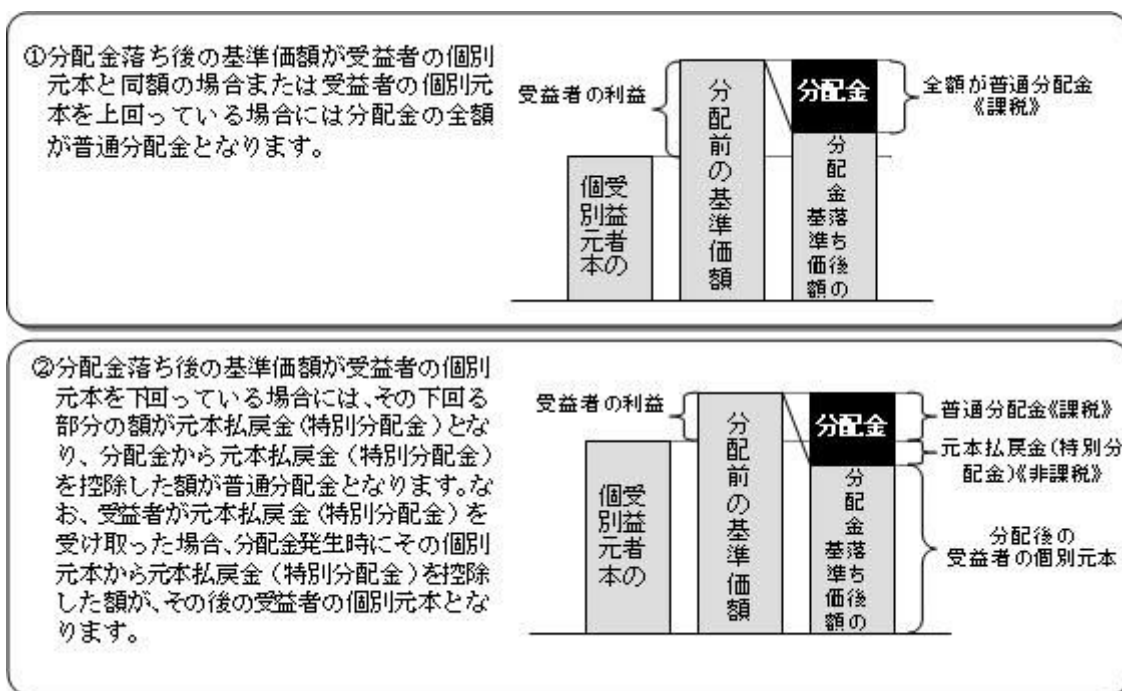 ①分配金落ち後の基準価額が受益者の個別
元本と同額の場合または受益者の個別元
本を上回っている場合には分配金の全額
が普通分配金となります。
受益者の利益
受益者の
個別元本
分配前の基準価額
分配金
分配金落ち後の
基準価額
全額が普通分配金
《課税》
②分配金落ち後の基準価額が受益者の個別
元本を下回っている場合には、その下回る
部分の額が元本払戻金(特別分配金)とな
り、分配金から元本払戻金(特別分配金)
を控除した額が普通分配金となります。な
お、受益者が元本払戻金(特別分配金)を
受け取った場合、分配金発生時にその個別
元本から元本払戻金(特別分配金)を控除
した額が、その後の受益者の個別元本とな
ります。
受益者の利益
受益者の
個別元本
分配前の基準価額
分配金
分配金落ち後の
基準価額
普通分配金《課税》
元本払戻金(特別分
配金)《非課税》
分配後の
受益者の個別元本